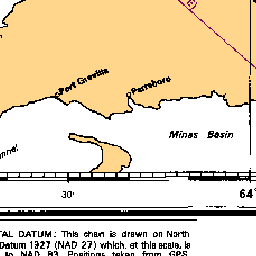 Port Greville
Parrsboro
Minas Basin
30'
64°
TAL DATUM: This chart is drawn on North
Datum 1927 (NAD 27) which, at this scale, is
to NAD 83. Positions taken from GPS